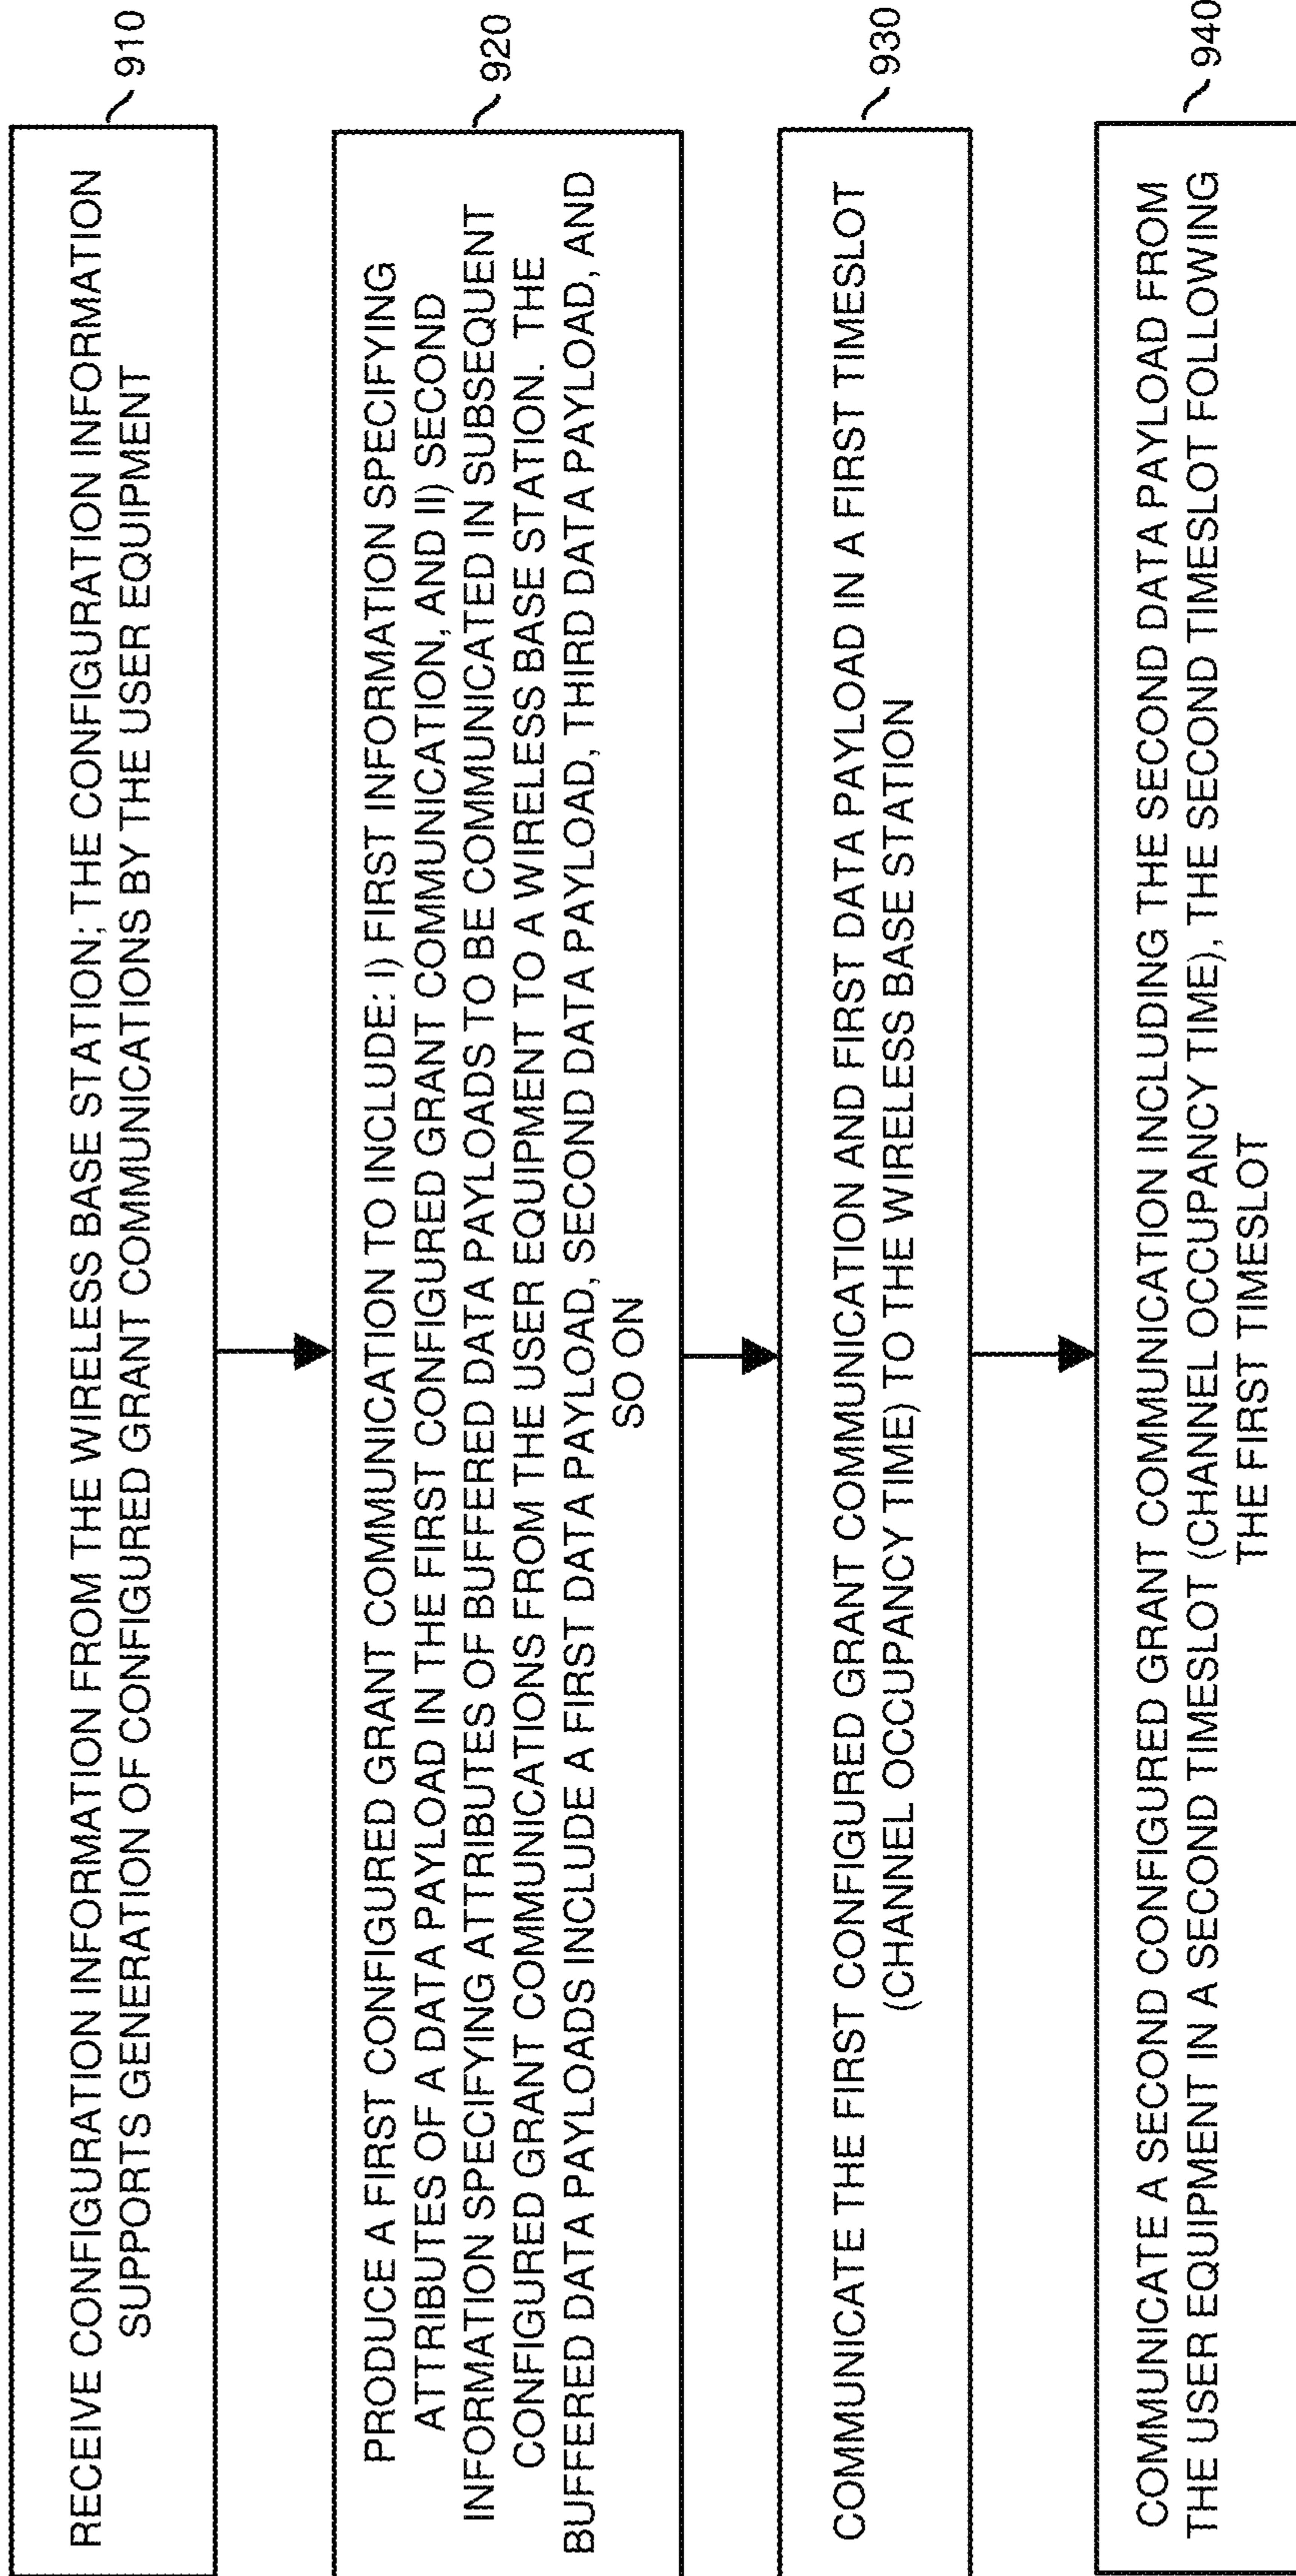 RECEIVE CONFIGURATION INFORMATION FROM THE WIRELESS BASE STATION; THE CONFIGURATION INFORMATION
SUPPORTS GENERATION OF CONFIGURED GRANT COMMUNICATIONS BY THE USER EQUIPMENT
910
PRODUCE A FIRST CONFIGURED GRANT COMMUNICATION TO INCLUDE: I) FIRST INFORMATION SPECIFYING
ATTRIBUTES OF A DATA PAYLOAD IN THE FIRST CONFIGURED GRANT COMMUNICATION, AND II) SECOND
INFORMATION SPECIFYING ATTRIBUTES OF BUFFERED DATA PAYLOADS TO BE COMMUNICATED IN SUBSEQUENT
CONFIGURED GRANT COMMUNICATIONS FROM THE USER EQUIPMENT TO A WIRELESS BASE STATION. THE
BUFFERED DATA PAYLOADS INCLUDE A FIRST DATA PAYLOAD, SECOND DATA PAYLOAD, THIRD DATA PAYLOAD, AND
SO ON
920
COMMUNICATE THE FIRST CONFIGURED GRANT COMMUNICATION AND FIRST DATA PAYLOAD IN A FIRST TIMESLOT
(CHANNEL OCCUPANCY TIME) TO THE WIRELESS BASE STATION
930
COMMUNICATE A SECOND CONFIGURED GRANT COMMUNICATION INCLUDING THE SECOND DATA PAYLOAD FROM
THE USER EQUIPMENT IN A SECOND TIMESLOT (CHANNEL OCCUPANCY TIME), THE SECOND TIMESLOT FOLLOWING
THE FIRST TIMESLOT
940